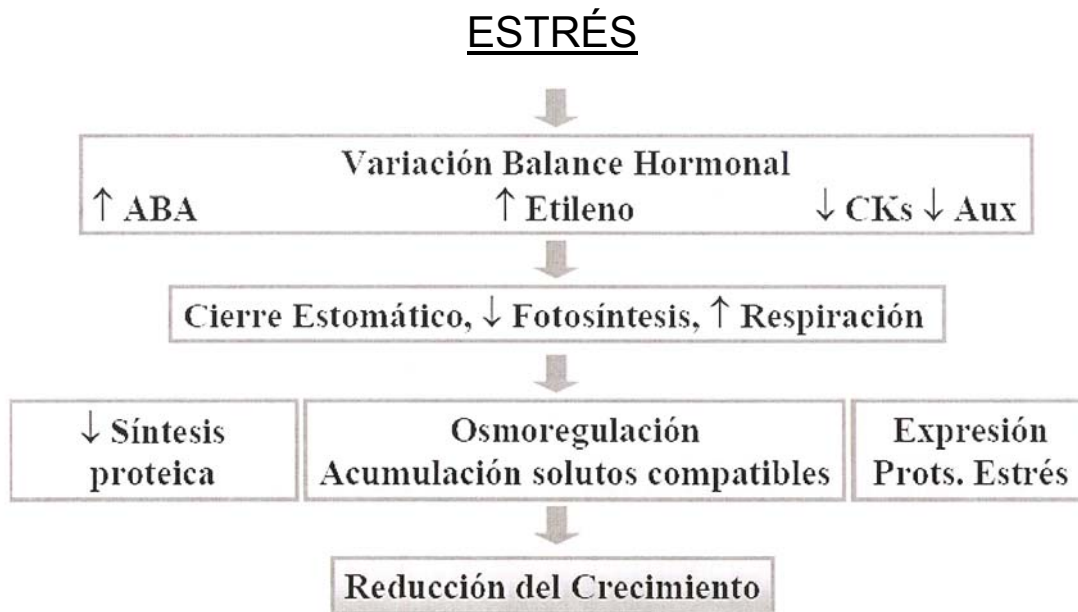 ESTRÉS
Variación Balance Hormonal
↑ ABA ↑ Etileno ↓ CKs ↓ Aux
Cierre Estomático, ↓ Fotosíntesis, ↑ Respiración
↓ Síntesis
proteica
Osmoregulación
Acumulación solutos compatibles
Expresión
Prots. Estrés
Reducción del Crecimiento